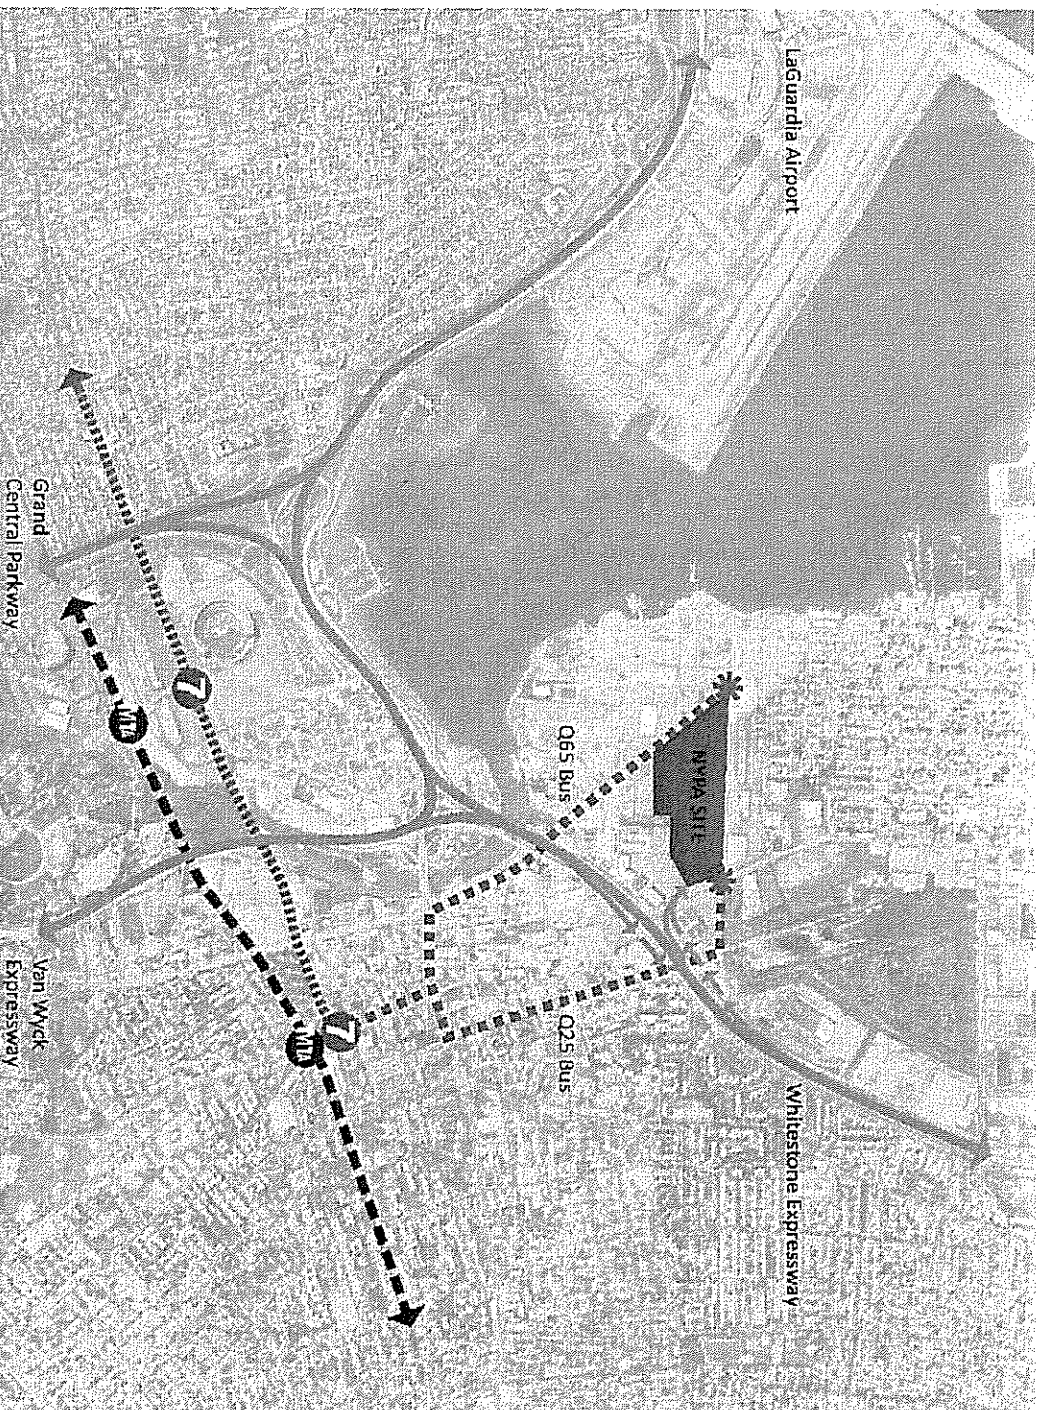 LaGuardia Airport
Whitestone Expressway
NYPA SITE
Q65 Bus
Q25 Bus
7
MTA
7
MTA
Grand
Central Parkway
Van Wyck
Expressway